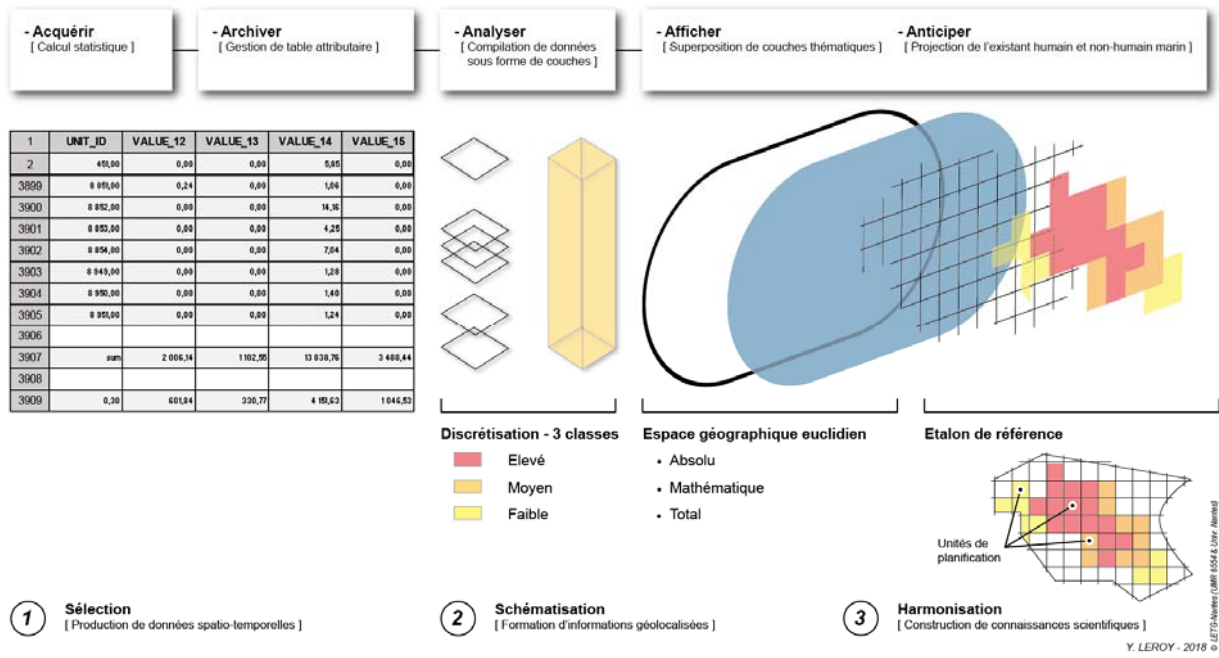 - Acquérir
[ Calcul statistique ]
- Archiver
[ Gestion de table attributaire ]
- Analyser
[ Compilation de données
sous forme de couches ]
- Afficher
[ Superposition de couches thématiques ]
- Anticiper
[ Projection de l'existant humain et non-humain marin ]
1 UNIT_ID VALUE_12 VALUE_13 VALUE_14 VALUE_15
2 451,00 0,00 0,00 5,85 0,00
3899 8 851,00 0,24 0,00 1,06 0,00
3900 8 852,00 0,00 0,00 14,16 0,00
3901 8 853,00 0,00 0,00 4,25 0,00
3902 8 854,00 0,00 0,00 7,04 0,00
3903 8 949,00 0,00 0,00 1,28 0,00
3904 8 950,00 0,00 0,00 1,40 0,00
3905 8 951,00 0,00 0,00 1,24 0,00
3906
3907 sum 2 006,14 1 102,55 13 838,76 3 488,44
3908
3909 0,30 601,84 330,77 4 151,63 1 046,53
Discrétisation - 3 classes
Elevé
Moyen
Faible
Espace géographique euclidien
• Absolu
• Mathématique
• Total
Etalon de référence
Unités de
planification
1 Sélection
[ Production de données spatio-temporelles ]
2 Schématisation
[ Formation d'informations géolocalisées ]
3 Harmonisation
[ Construction de connaissances scientifiques ]
Y. LEROY - 2018
© LETG-Nantes (UMR 6554 & Univ. Nantes)